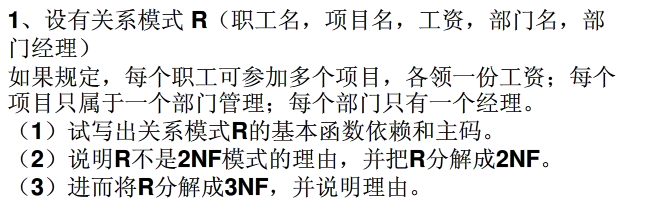 1、设有关系模式 R（职工名，项目名，工资，部门名，部
门经理）
如果规定，每个职工可参加多个项目，各领一份工资；每个
项目只属于一个部门管理；每个部门只有一个经理。
（1）试写出关系模式R的基本函数依赖和主码。
（2）说明R不是2NF模式的理由，并把R分解成2NF。
（3）进而将R分解成3NF，并说明理由。